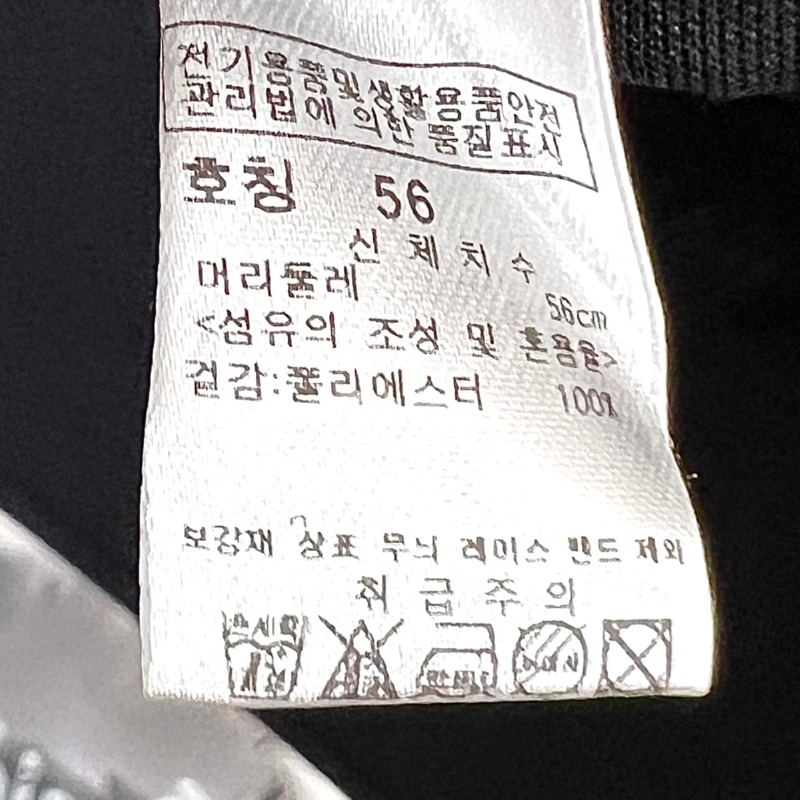 전기용품및생활용품안전
관리법에 의한 품질표시
호칭 56
신체치수
머리둘레 56cm
<섬유의 조성 및 혼용율>
겉감:폴리에스터 100%
보강재 상표 무늬 레이스 밴드 제외
취급주의